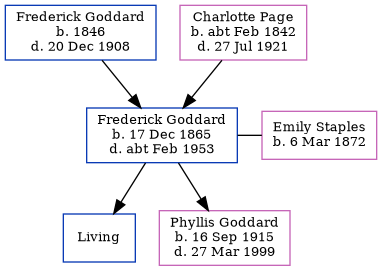 Frederick Goddard
b. 1846
d. 20 Dec 1908
Charlotte Page
b. abt Feb 1842
d. 27 Jul 1921
Frederick Goddard
b. 17 Dec 1865
d. abt Feb 1953
Emily Staples
b. 6 Mar 1872
Living
Phyllis Goddard
b. 16 Sep 1915
d. 27 Mar 1999